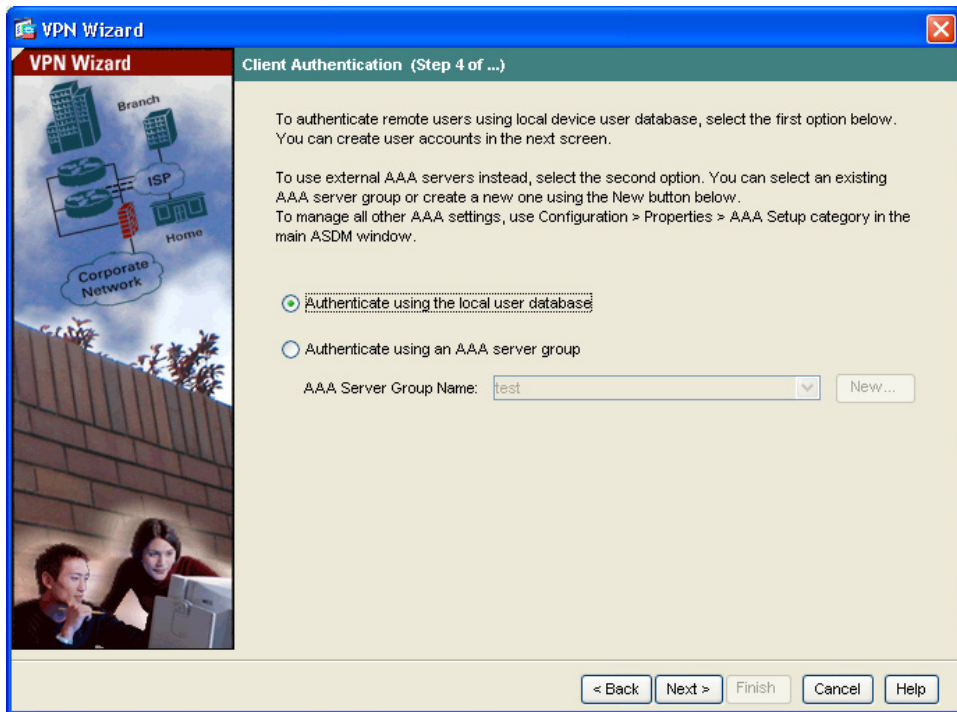 VPN Wizard
VPN Wizard
Branch
ISP
Home
Corporate
Network
Client Authentication (Step 4 of ...)
To authenticate remote users using local device user database, select the first option below.
You can create user accounts in the next screen.
To use external AAA servers instead, select the second option. You can select an existing
AAA server group or create a new one using the New button below.
To manage all other AAA settings, use Configuration > Properties > AAA Setup category in the
main ASDM window.
Authenticate using the local user database
Authenticate using an AAA server group
AAA Server Group Name: test New...
< Back Next > Finish Cancel Help